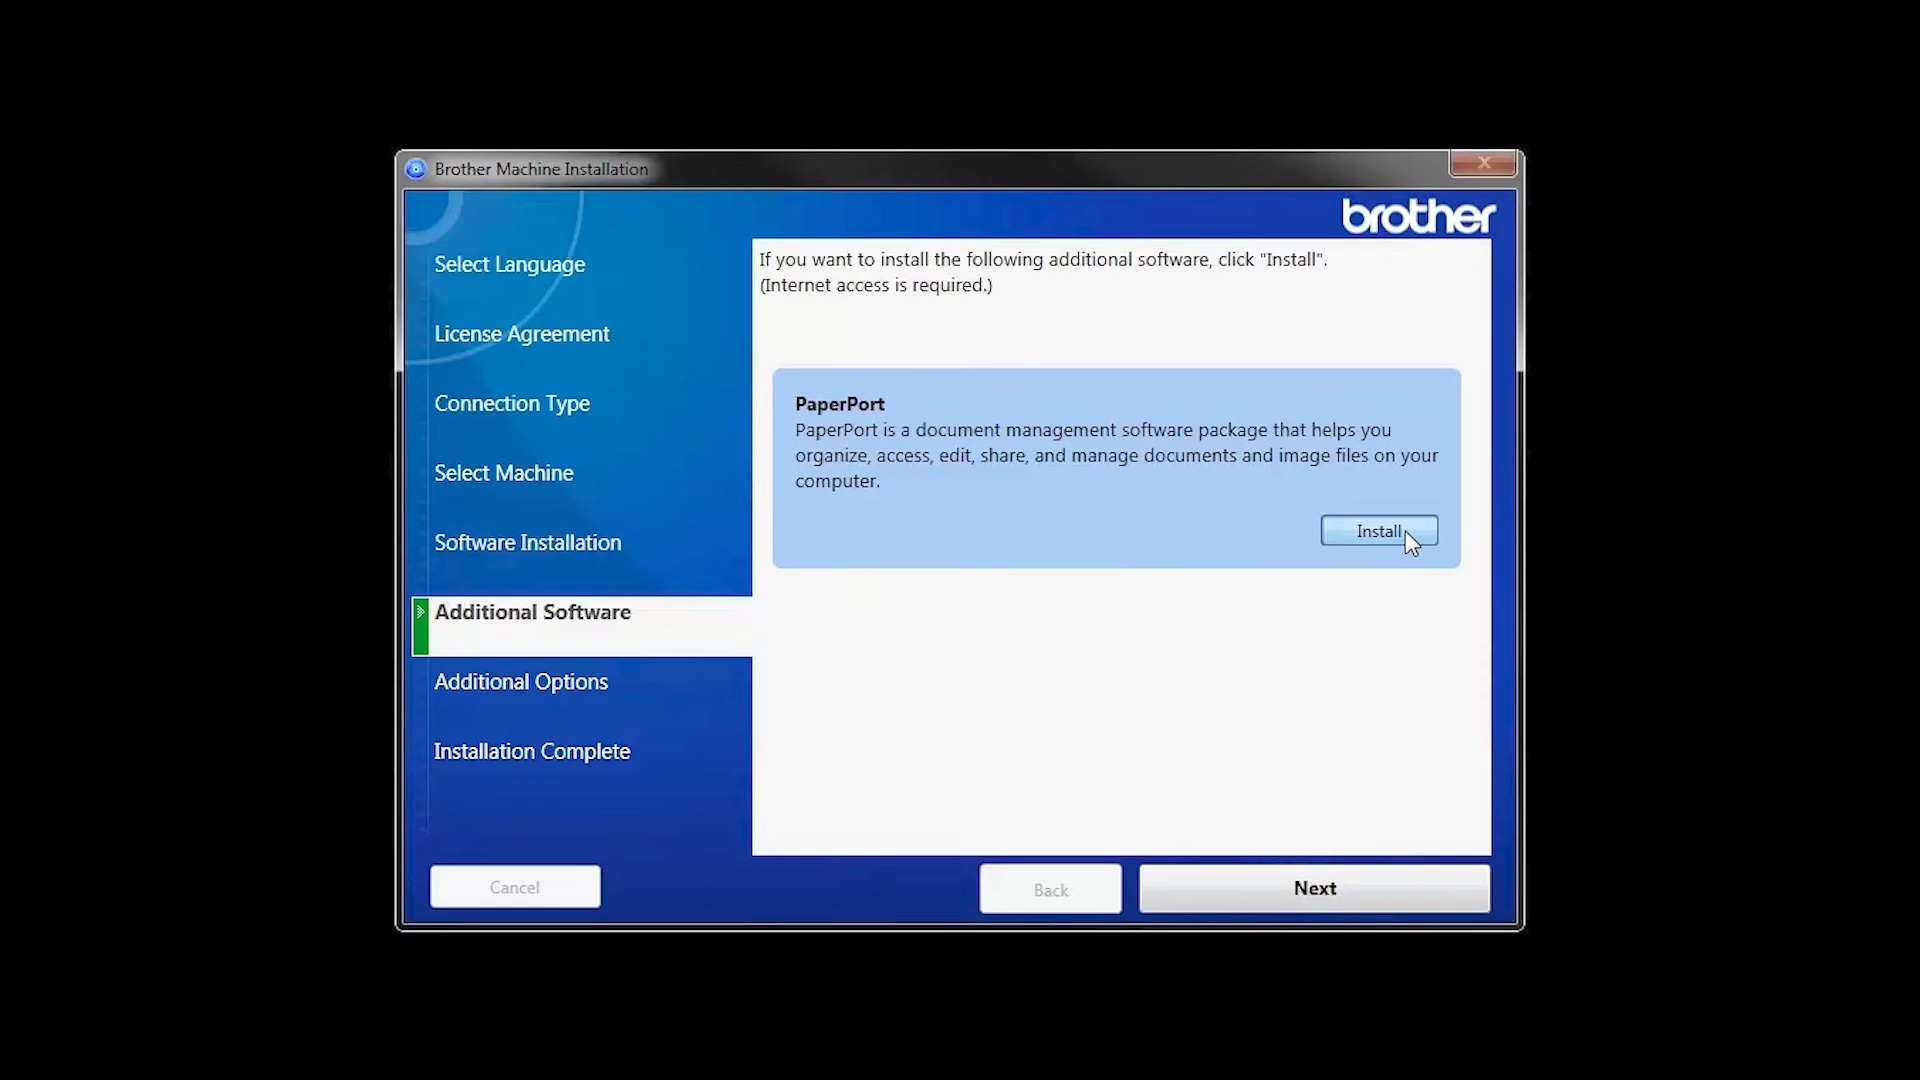 Brother Machine Installation
brother
Select Language
License Agreement
Connection Type
Select Machine
Software Installation
Additional Software
Additional Options
Installation Complete
If you want to install the following additional software, click "Install".
(Internet access is required.)
PaperPort
PaperPort is a document management software package that helps you
organize, access, edit, share, and manage documents and image files on your
computer.
Install
Cancel
Back
Next